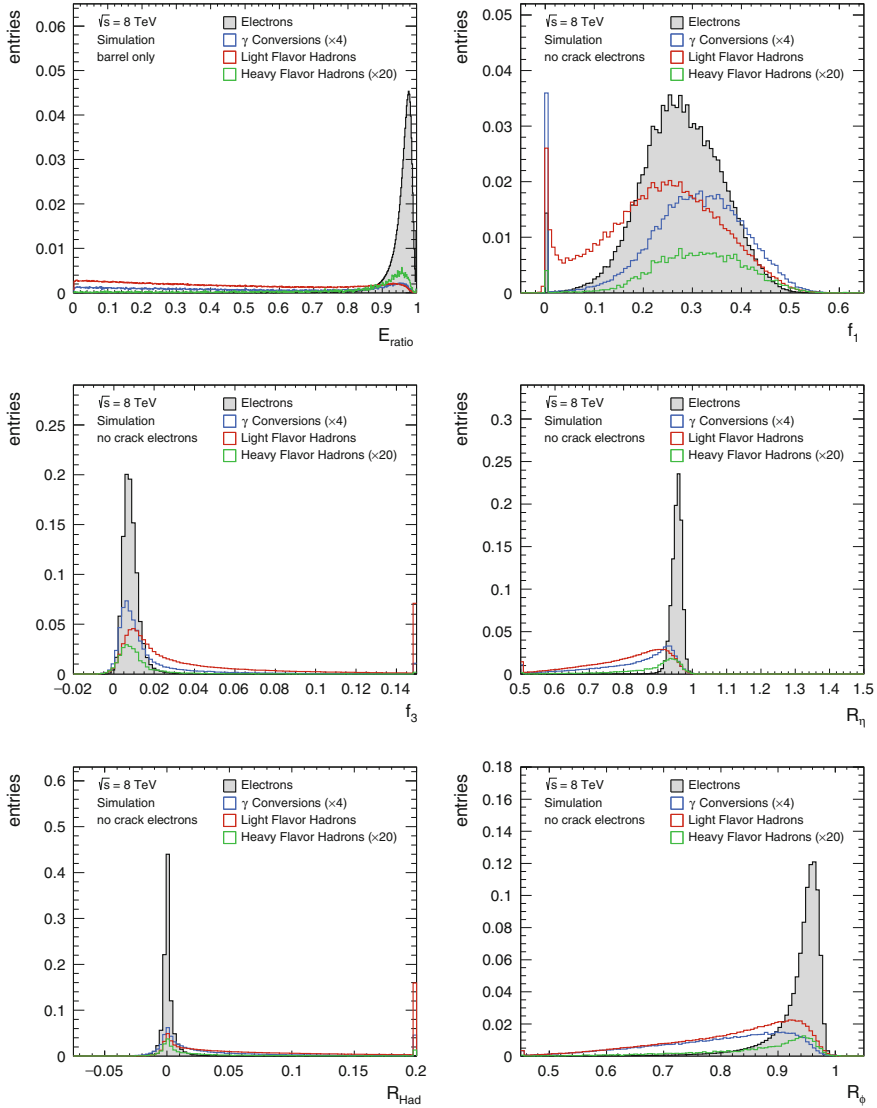 entries
0.06
0.05
0.04
0.03
0.02
0.01
0
√s = 8 TeV
Simulation
barrel only
Electrons
γ Conversions (×4)
Light Flavor Hadrons
Heavy Flavor Hadrons (×20)
0 0.1 0.2 0.3 0.4 0.5 0.6 0.7 0.8 0.9 1
E_ratio
entries
0.05
0.04
0.03
0.02
0.01
0
√s = 8 TeV
Simulation
no crack electrons
Electrons
γ Conversions (×4)
Light Flavor Hadrons
Heavy Flavor Hadrons (×20)
0 0.1 0.2 0.3 0.4 0.5 0.6
f_1
entries
0.25
0.2
0.15
0.1
0.05
0
√s = 8 TeV
Simulation
no crack electrons
Electrons
γ Conversions (×4)
Light Flavor Hadrons
Heavy Flavor Hadrons (×20)
−0.02 0 0.02 0.04 0.06 0.08 0.1 0.12 0.14
f_3
entries
0.3
0.25
0.2
0.15
0.1
0.05
0
√s = 8 TeV
Simulation
no crack electrons
Electrons
γ Conversions (×4)
Light Flavor Hadrons
Heavy Flavor Hadrons (×20)
0.5 0.6 0.7 0.8 0.9 1 1.1 1.2 1.3 1.4 1.5
R_η
entries
0.6
0.5
0.4
0.3
0.2
0.1
0
√s = 8 TeV
Simulation
no crack electrons
Electrons
γ Conversions (×4)
Light Flavor Hadrons
Heavy Flavor Hadrons (×20)
−0.05 0 0.05 0.1 0.15 0.2
R_Had
entries
0.18
0.16
0.14
0.12
0.10
0.08
0.06
0.04
0.02
0
√s = 8 TeV
Simulation
no crack electrons
Electrons
γ Conversions (×4)
Light Flavor Hadrons
Heavy Flavor Hadrons (×20)
0.5 0.6 0.7 0.8 0.9 1
R_ϕ